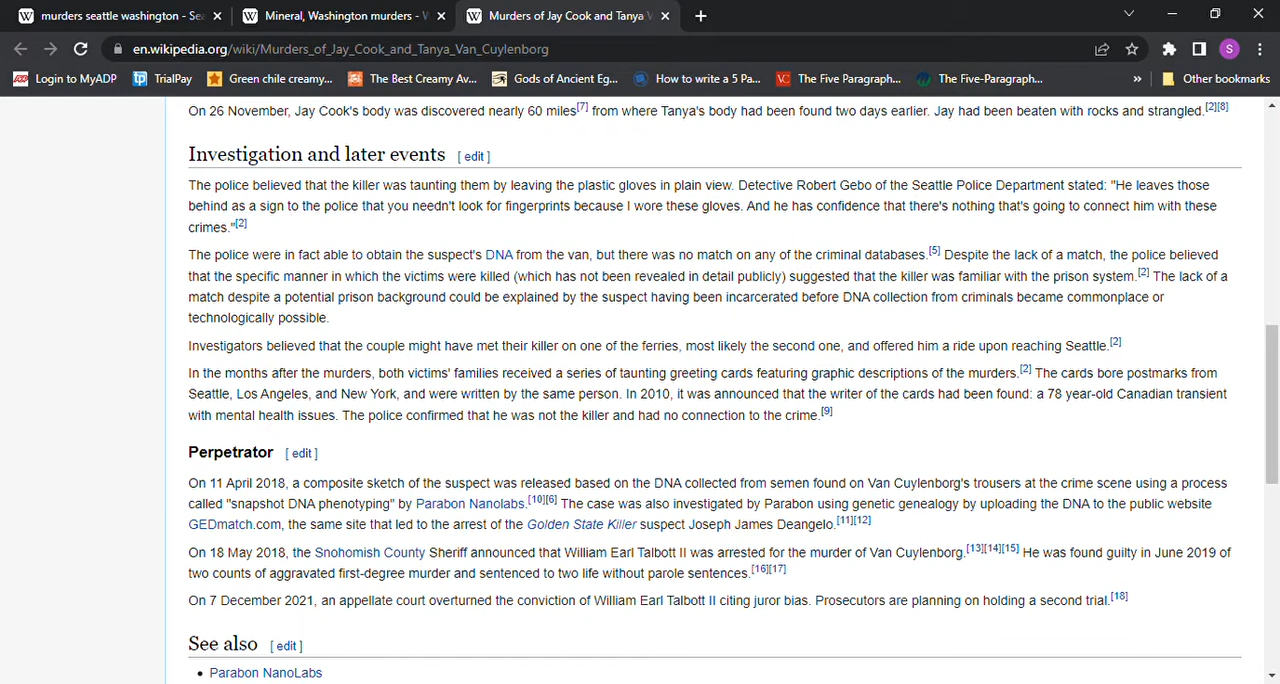 murders seattle washington - Sea
Mineral, Washington murders - W
Murders of Jay Cook and Tanya V
en.wikipedia.org/wiki/Murders_of_Jay_Cook_and_Tanya_Van_Cuylenborg
S
Login to MyADP
tp TrialPay
Green chile creamy...
The Best Creamy Av...
Gods of Ancient Eg...
How to write a 5 Pa...
VC The Five Paragraph...
The Five-Paragraph...
»
Other bookmarks
On 26 November, Jay Cook's body was discovered nearly 60 miles[7] from where Tanya's body had been found two days earlier. Jay had been beaten with rocks and strangled.[2][8]
Investigation and later events [ edit ]
The police believed that the killer was taunting them by leaving the plastic gloves in plain view. Detective Robert Gebo of the Seattle Police Department stated: "He leaves those
behind as a sign to the police that you needn't look for fingerprints because I wore these gloves. And he has confidence that there's nothing that's going to connect him with these
crimes."[2]
The police were in fact able to obtain the suspect's DNA from the van, but there was no match on any of the criminal databases.[5] Despite the lack of a match, the police believed
that the specific manner in which the victims were killed (which has not been revealed in detail publicly) suggested that the killer was familiar with the prison system.[2] The lack of a
match despite a potential prison background could be explained by the suspect having been incarcerated before DNA collection from criminals became commonplace or
technologically possible.
Investigators believed that the couple might have met their killer on one of the ferries, most likely the second one, and offered him a ride upon reaching Seattle.[2]
In the months after the murders, both victims' families received a series of taunting greeting cards featuring graphic descriptions of the murders.[2] The cards bore postmarks from
Seattle, Los Angeles, and New York, and were written by the same person. In 2010, it was announced that the writer of the cards had been found: a 78 year-old Canadian transient
with mental health issues. The police confirmed that he was not the killer and had no connection to the crime.[9]
Perpetrator [ edit ]
On 11 April 2018, a composite sketch of the suspect was released based on the DNA collected from semen found on Van Cuylenborg's trousers at the crime scene using a process
called "snapshot DNA phenotyping" by Parabon Nanolabs.[10][6] The case was also investigated by Parabon using genetic genealogy by uploading the DNA to the public website
GEDmatch.com, the same site that led to the arrest of the Golden State Killer suspect Joseph James Deangelo.[11][12]
On 18 May 2018, the Snohomish County Sheriff announced that William Earl Talbott II was arrested for the murder of Van Cuylenborg.[13][14][15] He was found guilty in June 2019 of
two counts of aggravated first-degree murder and sentenced to two life without parole sentences.[16][17]
On 7 December 2021, an appellate court overturned the conviction of William Earl Talbott II citing juror bias. Prosecutors are planning on holding a second trial.[18]
See also [ edit ]
• Parabon NanoLabs